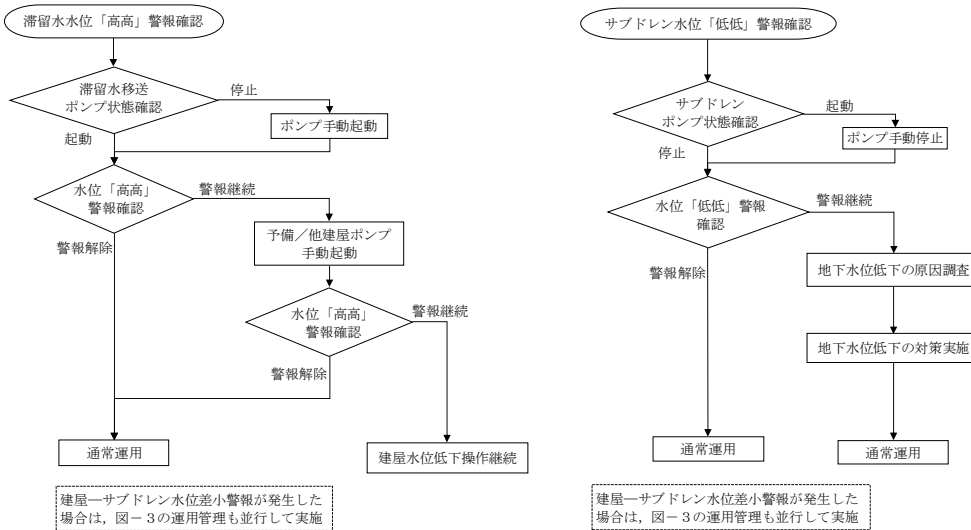 滞留水水位「高高」警報確認
滞留水移送
ポンプ状態確認
停止
ポンプ手動起動
起動
水位「高高」
警報確認
警報継続
予備／他建屋ポンプ
手動起動
警報解除
水位「高高」
警報確認
警報継続
警報解除
通常運用
建屋水位低下操作継続
建屋―サブドレン水位差小警報が発生した
場合は，図－３の運用管理も並行して実施
サブドレン水位「低低」警報確認
サブドレン
ポンプ状態確認
起動
ポンプ手動停止
停止
水位「低低」警報
確認
警報継続
地下水位低下の原因調査
警報解除
地下水位低下の対策実施
通常運用
通常運用
建屋―サブドレン水位差小警報が発生した
場合は，図－３の運用管理も並行して実施